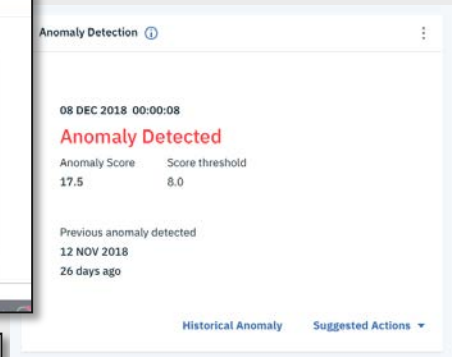 Anomaly Detection
08 DEC 2018 00:00:08
Anomaly Detected
Anomaly Score Score threshold
17.5 8.0
Previous anomaly detected
12 NOV 2018
26 days ago
Historical Anomaly Suggested Actions